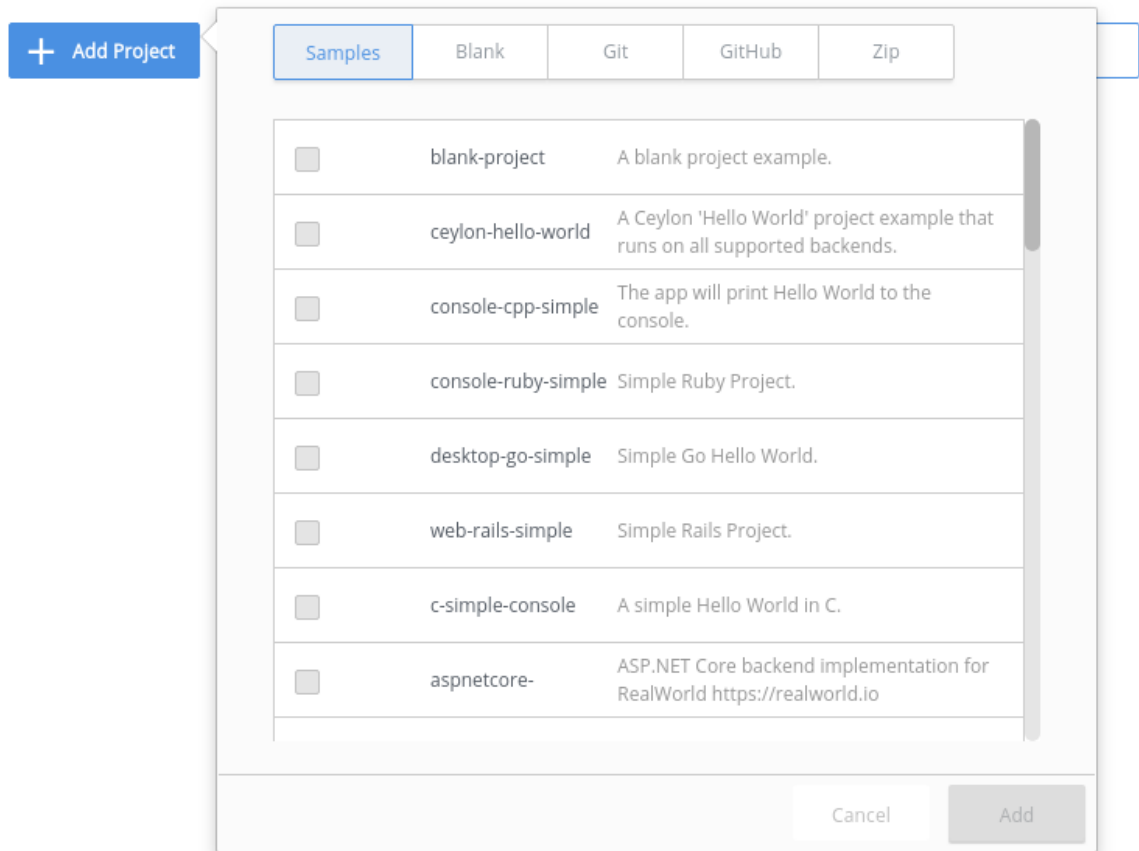 Add Project
Samples Blank Git GitHub Zip
blank-project A blank project example.
ceylon-hello-world A Ceylon 'Hello World' project example that
runs on all supported backends.
console-cpp-simple The app will print Hello World to the
console.
console-ruby-simple Simple Ruby Project.
desktop-go-simple Simple Go Hello World.
web-rails-simple Simple Rails Project.
c-simple-console A simple Hello World in C.
aspnetcore- ASP.NET Core backend implementation for
RealWorld https://realworld.io
Cancel Add